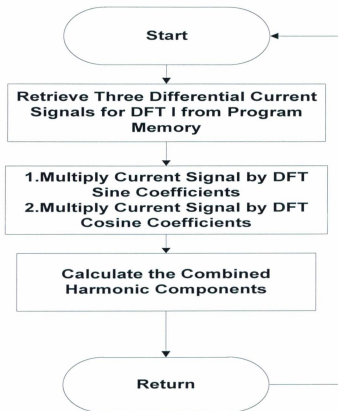 Start
Retrieve Three Differential Current
Signals for DFT I from Program
Memory
1.Multiply Current Signal by DFT
Sine Coefficients
2.Multiply Current Signal by DFT
Cosine Coefficients
Calculate the Combined
Harmonic Components
Return